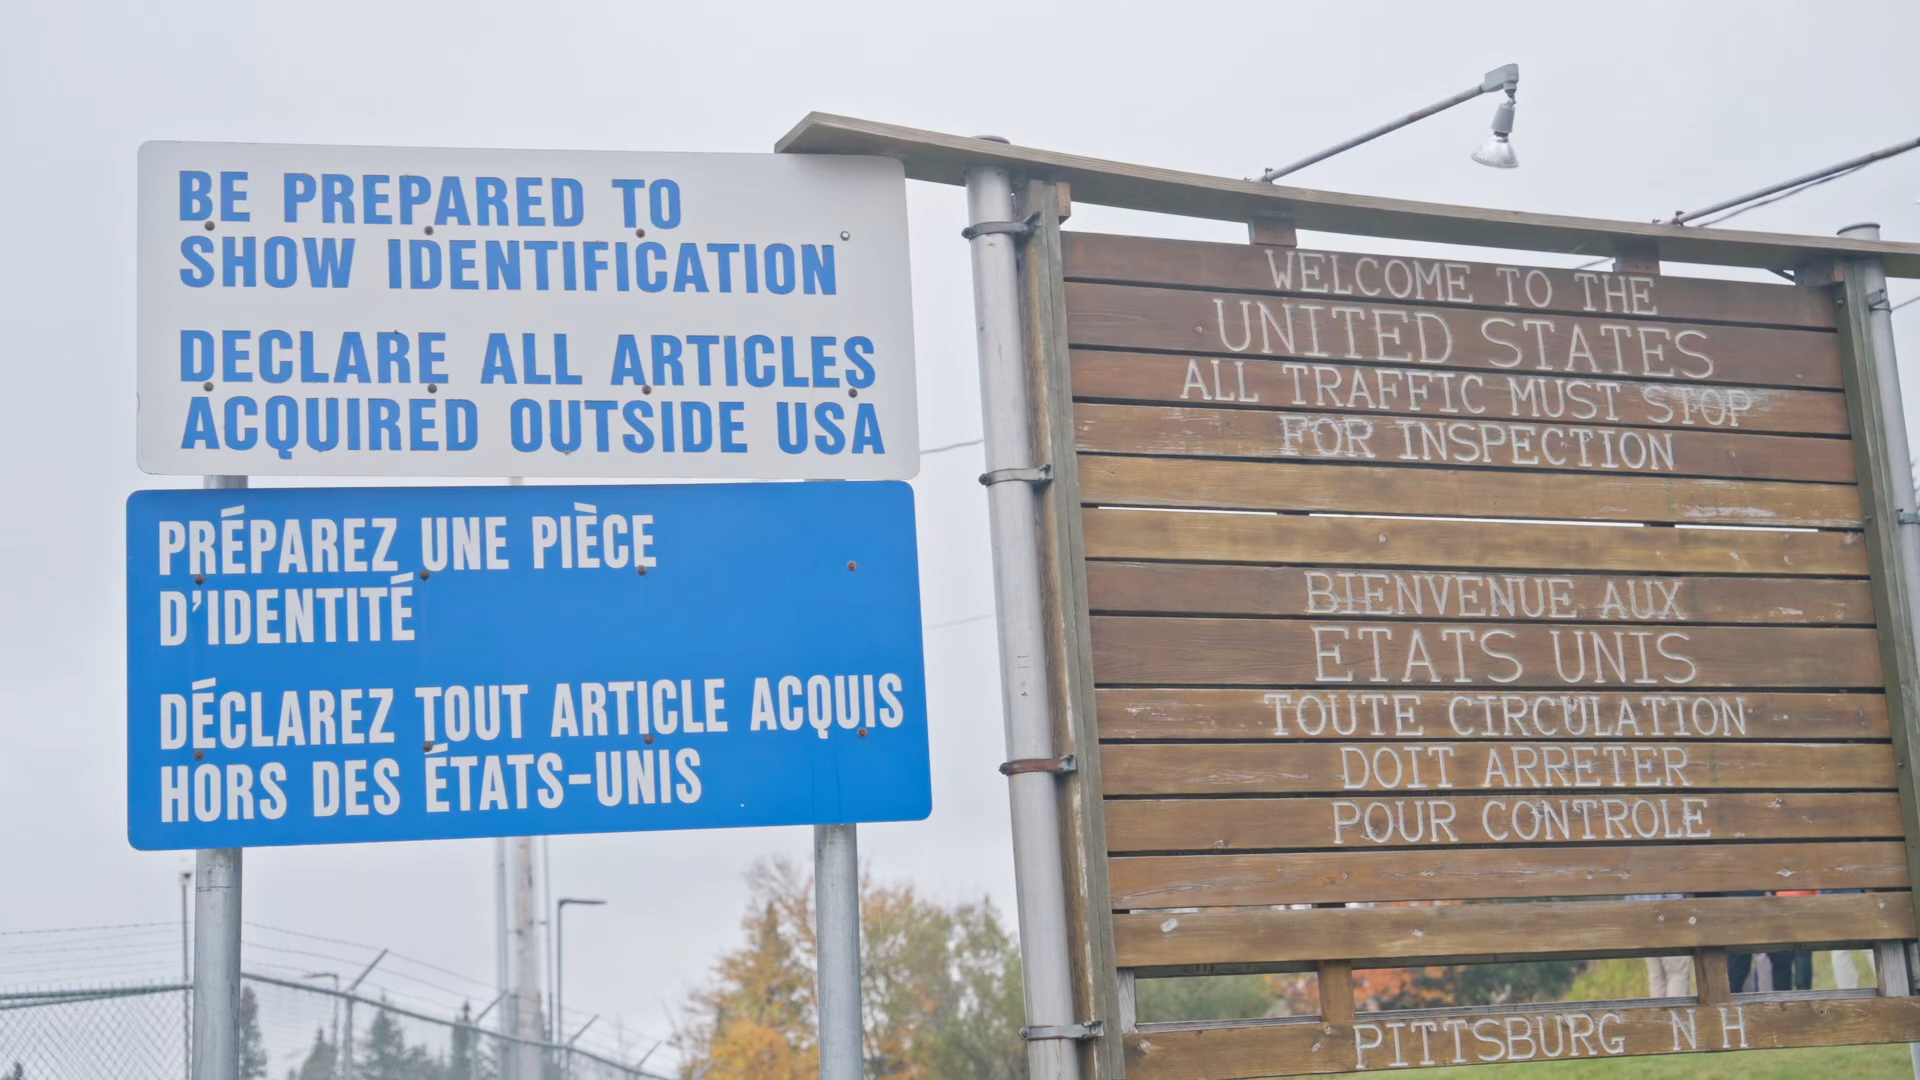 BE PREPARED TO
SHOW IDENTIFICATION
DECLARE ALL ARTICLES
ACQUIRED OUTSIDE USA
PRÉPAREZ UNE PIÈCE
D'IDENTITÉ
DÉCLAREZ TOUT ARTICLE ACQUIS
HORS DES ÉTATS-UNIS
WELCOME TO THE
UNITED STATES
ALL TRAFFIC MUST STOP
FOR INSPECTION
BIENVENUE AUX
ETATS UNIS
TOUTE CIRCULATION
DOIT ARRETER
POUR CONTROLE
PITTSBURG N H